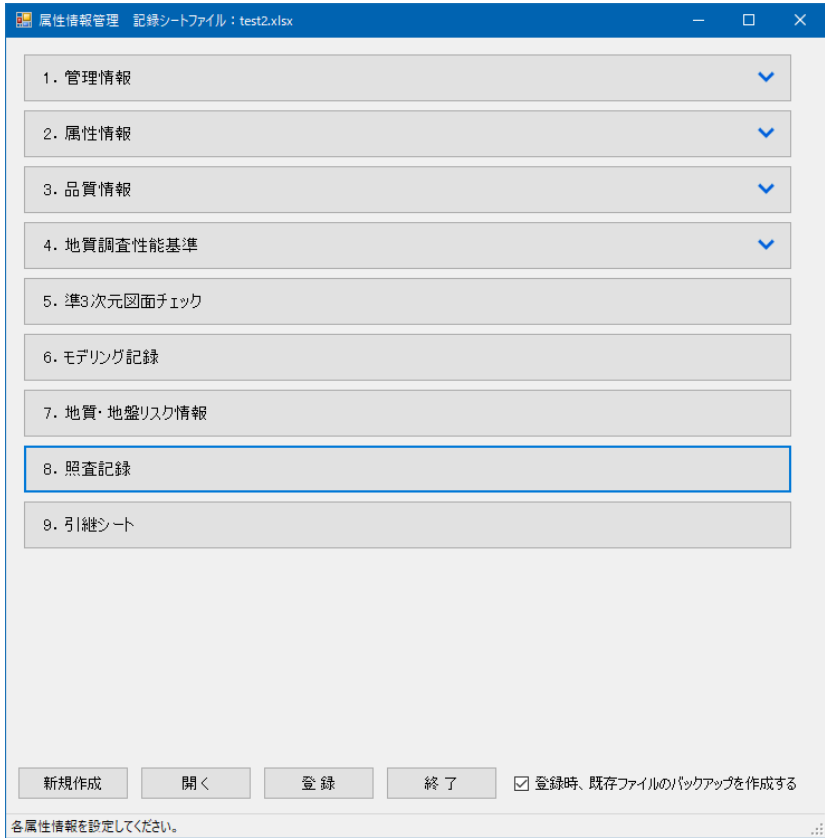 属性情報管理　記録シートファイル：test2.xlsx
1. 管理情報
2. 属性情報
3. 品質情報
4. 地質調査性能基準
5. 準3次元図面チェック
6. モデリング記録
7. 地質・地盤リスク情報
8. 照査記録
9. 引継シート
新規作成 開く 登録 終了 登録時、既存ファイルのバックアップを作成する
各属性情報を設定してください。